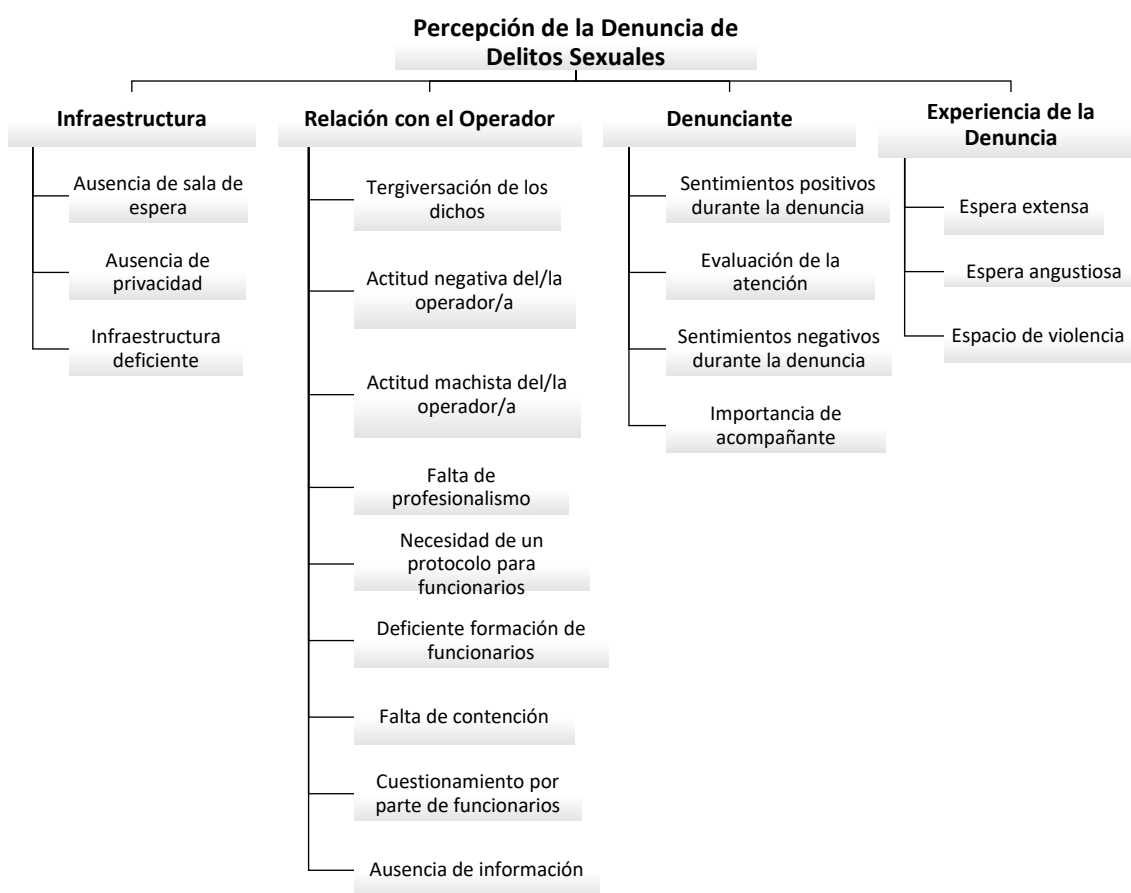 Percepción de la Denuncia de
Delitos Sexuales
Infraestructura
Ausencia de sala de
espera
Ausencia de
privacidad
Infraestructura
deficiente
Relación con el Operador
Tergiversación de los
dichos
Actitud negativa del/la
operador/a
Actitud machista del/la
operador/a
Falta de
profesionalismo
Necesidad de un
protocolo para
funcionarios
Deficiente formación de
funcionarios
Falta de contención
Cuestionamiento por
parte de funcionarios
Ausencia de información
Denunciante
Sentimientos positivos
durante la denuncia
Evaluación de la
atención
Sentimientos negativos
durante la denuncia
Importancia de
acompañante
Experiencia de la
Denuncia
Espera extensa
Espera angustiosa
Espacio de violencia